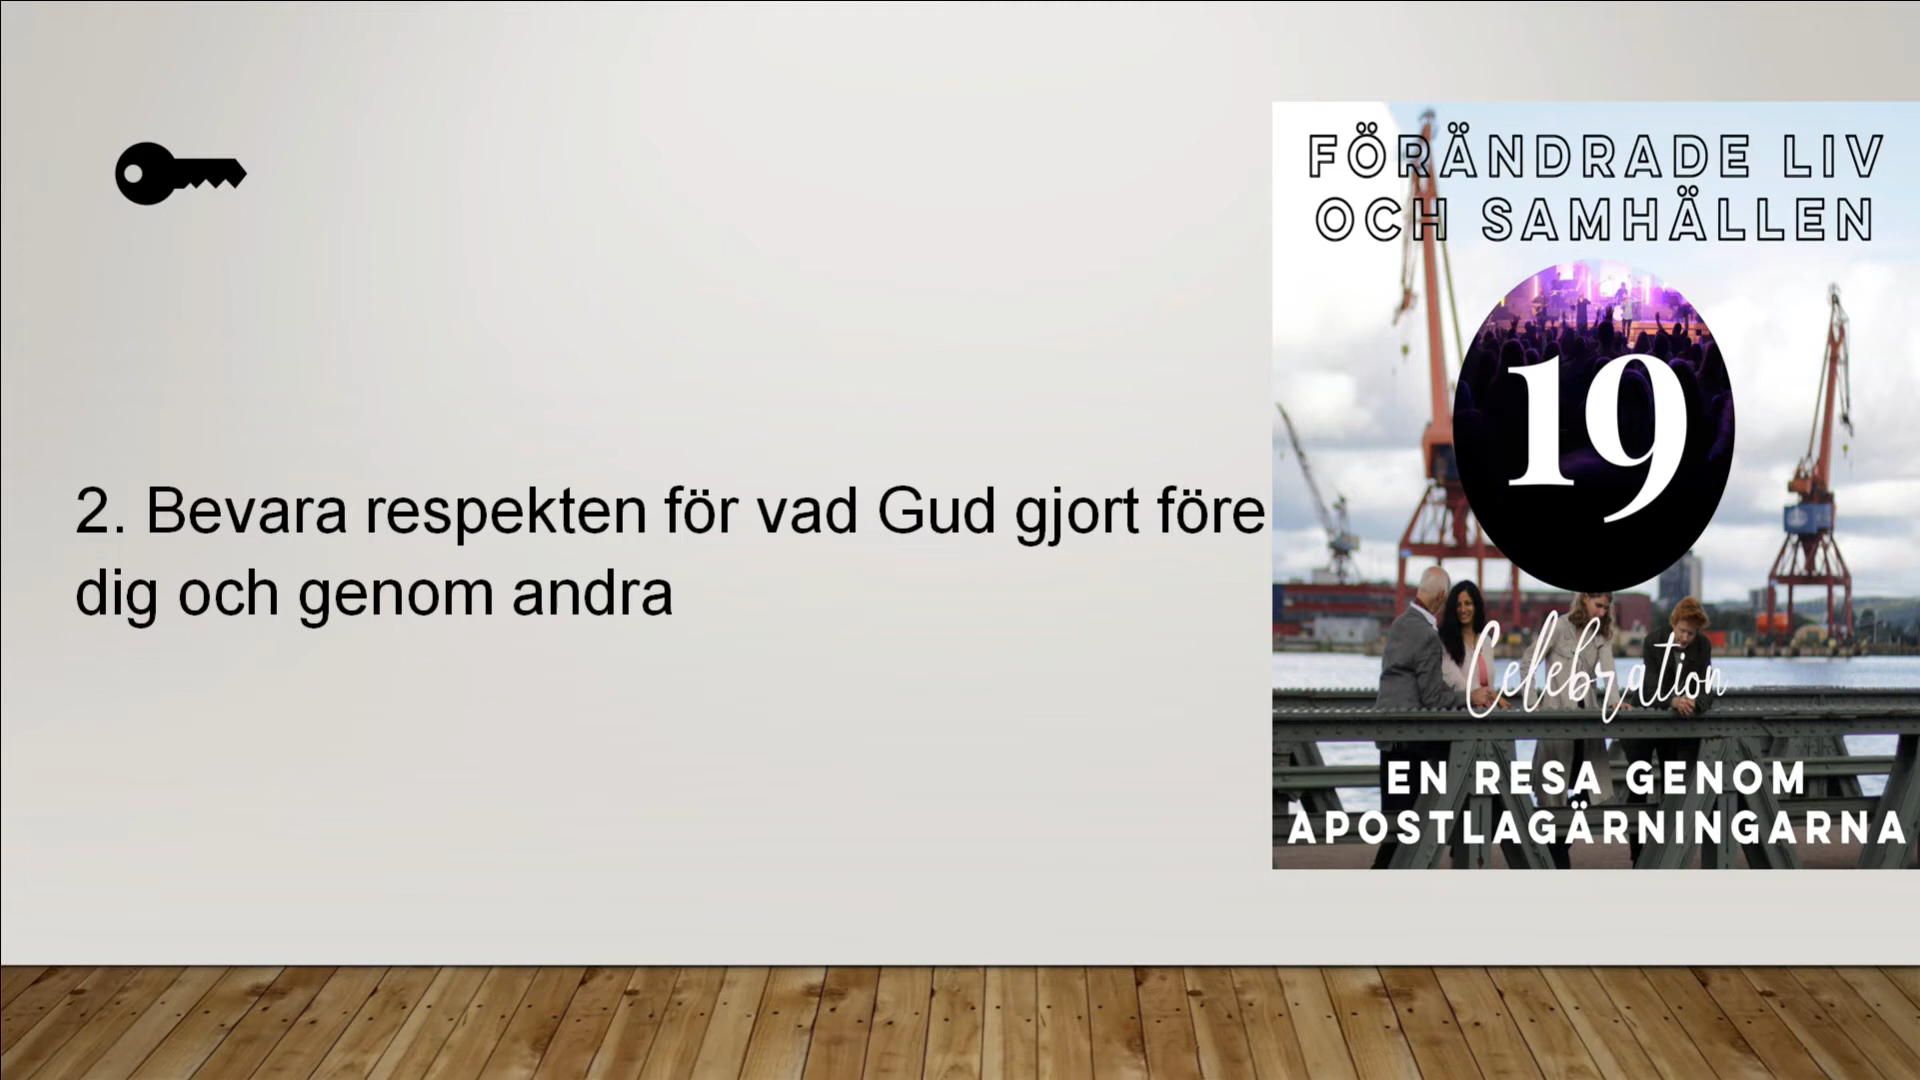 2. Bevara respekten för vad Gud gjort före
dig och genom andra
FÖRÄNDRADE LIV
OCH SAMHÄLLEN
19
Celebration
EN RESA GENOM
APOSTLAGÄRNINGARNA